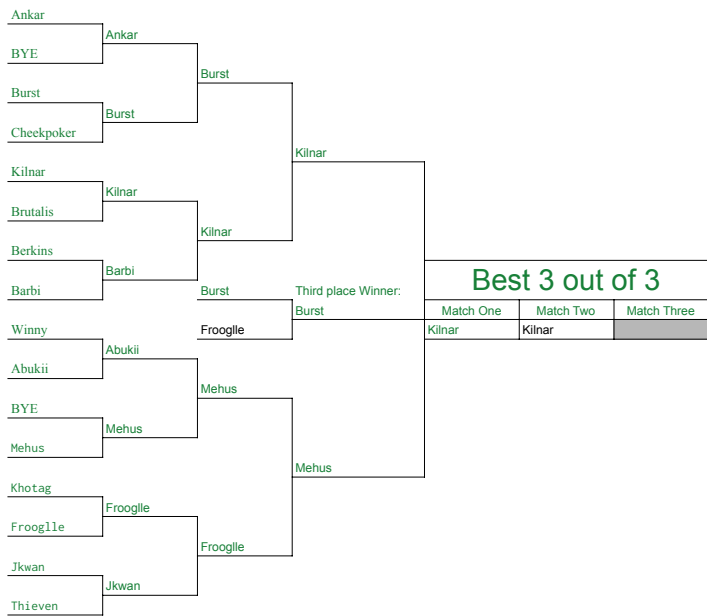 Ankar
Ankar
BYE
Burst
Burst
Burst
Cheekpoker
Kilnar
Kilnar
Kilnar
Brutalis
Kilnar
Berkins
Best 3 out of 3
Barbi
Barbi
Burst
Third place Winner:
Burst
Match One
Match Two
Match Three
Winny
Frooglle
Kilnar
Kilnar
Abukii
Abukii
Mehus
BYE
Mehus
Mehus
Mehus
Khotag
Frooglle
Frooglle
Frooglle
Jkwan
Jkwan
Thieven